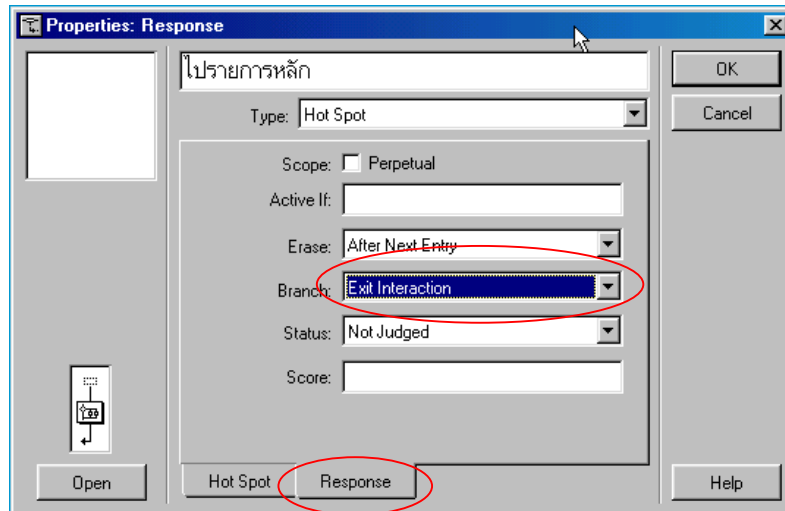 Properties: Response
ไปรายการหลัก
OK
Type: Hot Spot
Cancel
Scope: Perpetual
Active If:
Erase: After Next Entry
Branch: Exit Interaction
Status: Not Judged
Score:
Open
Hot Spot
Response
Help